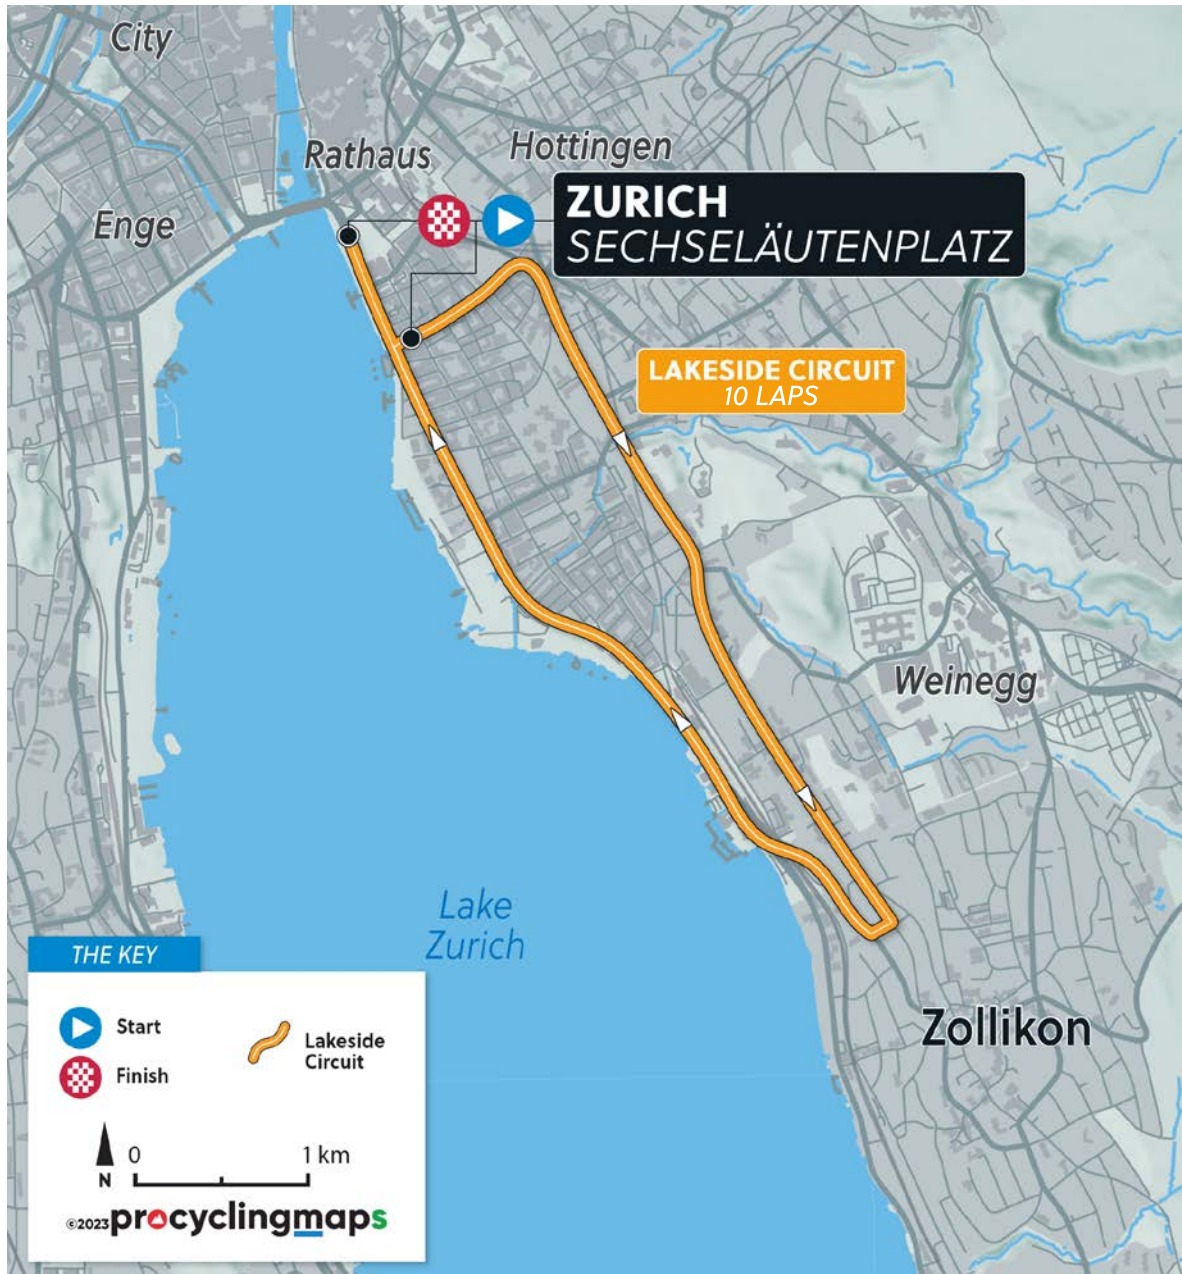 City
Rathaus
Hottingen
Enge
ZURICH
SECHSELÄUTENPLATZ
LAKESIDE CIRCUIT
10 LAPS
Weinegg
Lake
Zurich
Zollikon
THE KEY
Start
Finish
Lakeside
Circuit
N
0 1 km
©2023 procyclingmaps